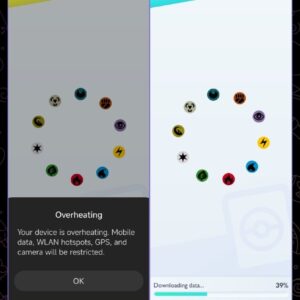 Overheating
Your device is overheating. Mobile
data, WLAN hotspots, GPS, and
camera will be restricted.
OK
Downloading data...
39%